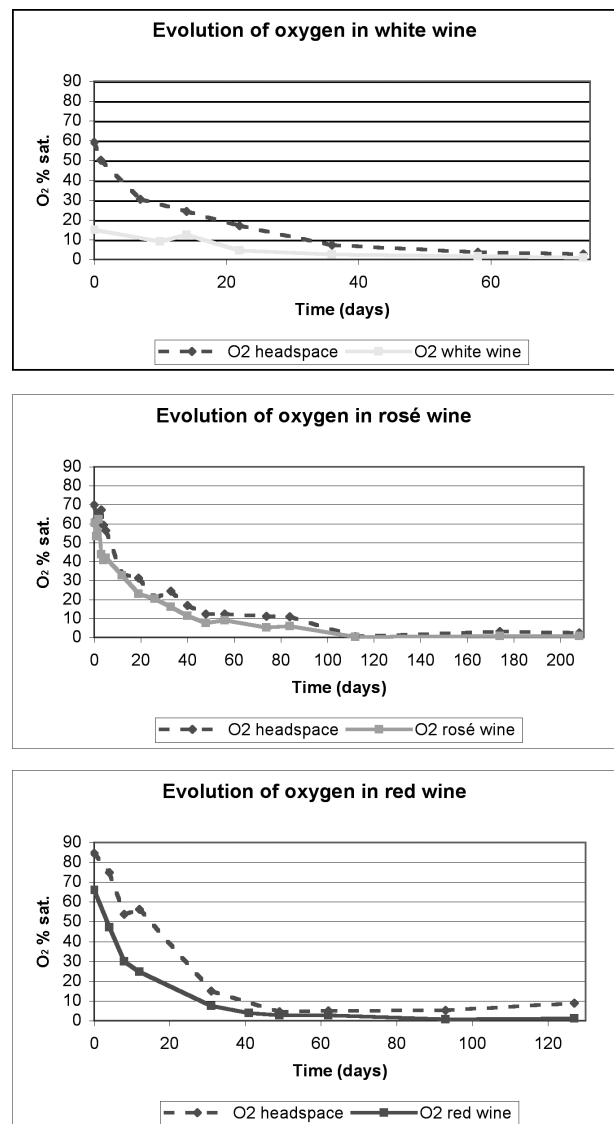 Evolution of oxygen in white wine
90
80
70
60
50
40
30
20
10
0
O₂ % sat.
0 20 40 60
Time (days)
O2 headspace O2 white wine
Evolution of oxygen in rosé wine
90
80
70
60
50
40
30
20
10
0
O₂ % sat.
0 20 40 60 80 100 120 140 160 180 200
Time (days)
O2 headspace O2 rosé wine
Evolution of oxygen in red wine
90
80
70
60
50
40
30
20
10
0
O₂ % sat.
0 20 40 60 80 100 120
Time (days)
O2 headspace O2 red wine